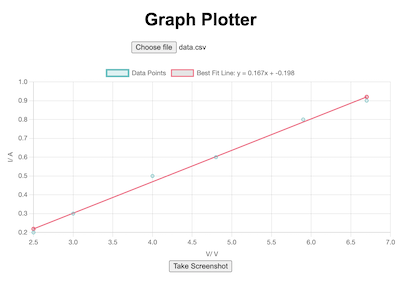 Graph Plotter
Choose file data.csv
Data Points Best Fit Line: y = 0.167x + -0.198
1.0
0.9
0.8
0.7
0.6
0.5
0.4
0.3
0.2
I/ A
2.5 3.0 3.5 4.0 4.5 5.0 5.5 6.0 6.5 7.0
V/ V
Take Screenshot